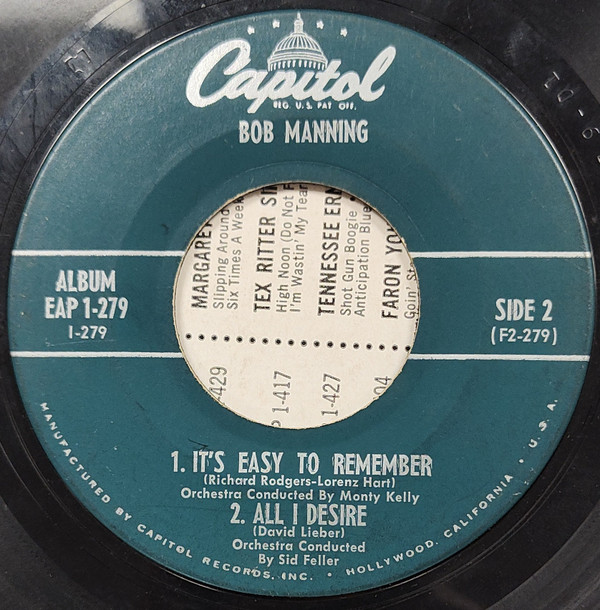 Capitol
REG. U.S. PAT. OFF.
BOB MANNING
ALBUM
EAP 1-279
1-279
SIDE 2
(F2-279)
MARGARET
Slipping Around
Six Times A Week
TEX RITTER
High Noon (Do Not
I'm Wastin' My Tear
TENNESSEE ERN
Shot Gun Boogie
Anticipation Blue
FARON YO
Goin' St
429
1-417
1-427
1. IT'S EASY TO REMEMBER
(Richard Rodgers-Lorenz Hart)
Orchestra Conducted By Monty Kelly
2. ALL I DESIRE
(David Lieber)
Orchestra Conducted
By Sid Feller
MANUFACTURED BY CAPITOL RECORDS, INC. • HOLLYWOOD, CALIFORNIA • U.S.A.